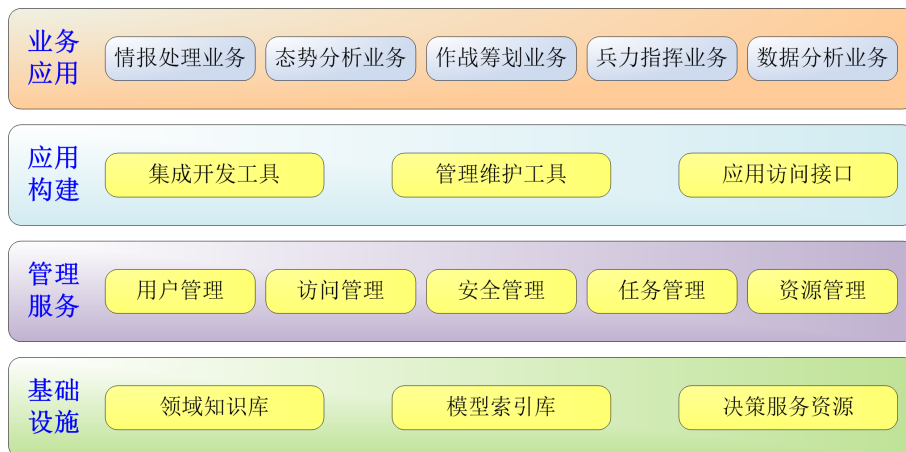 业务
应用
情报处理业务 态势分析业务 作战筹划业务 兵力指挥业务 数据分析业务
应用
构建
集成开发工具 管理维护工具 应用访问接口
管理
服务
用户管理 访问管理 安全管理 任务管理 资源管理
基础
设施
领域知识库 模型索引库 决策服务资源